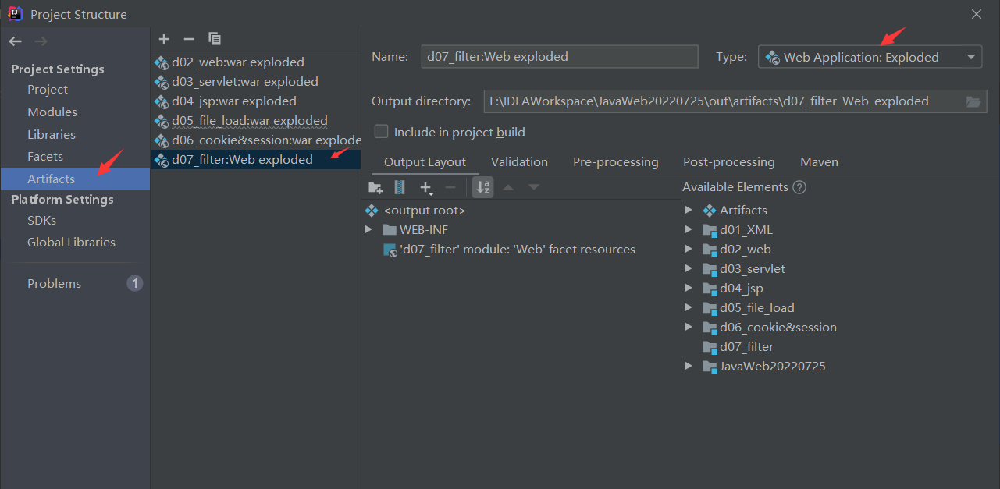 Project Structure
Project Settings
Project
Modules
Libraries
Facets
Artifacts
Platform Settings
SDKs
Global Libraries
Problems
1
d02_web:war exploded
d03_servlet:war exploded
d04_jsp:war exploded
d05_file_load:war exploded
d06_cookie&session:war explode
d07_filter:Web exploded
Name: d07_filter:Web exploded Type: Web Application: Exploded
Output directory: F:\IDEAWorkspace\JavaWeb20220725\out\artifacts\d07_filter_Web_exploded
Include in project build
Output Layout Validation Pre-processing Post-processing Maven
<output root>
WEB-INF
'd07_filter' module: 'Web' facet resources
Available Elements ?
Artifacts
d01_XML
d02_web
d03_servlet
d04_jsp
d05_file_load
d06_cookie&session
d07_filter
JavaWeb20220725